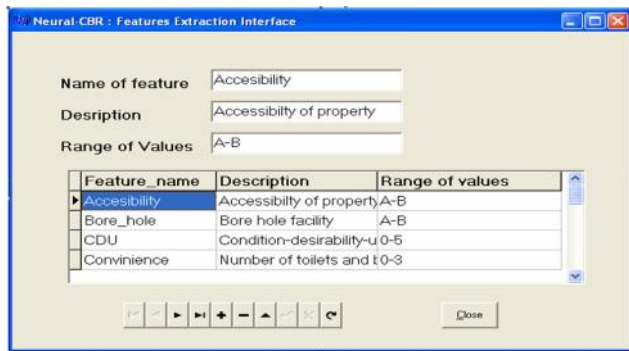 Neural-CBR : Features Extraction Interface
Name of feature Accesibility
Desription Accessibilty of property
Range of Values A-B
Feature_name Description Range of values
Accesibility Accessibilty of property A-B
Bore_hole Bore hole facility A-B
CDU Condition-desirability-u 0-5
Convinience Number of toilets and 0-3
Close